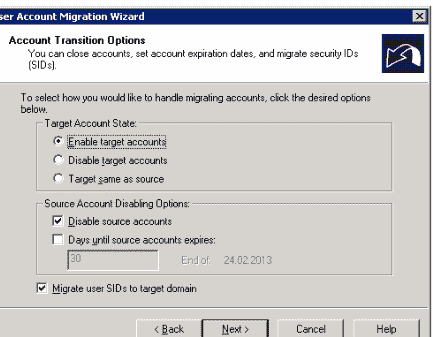 ser Account Migration Wizard
Account Transition Options
You can close accounts, set account expiration dates, and migrate security IDs
(SIDs).
To select how you would like to handle migrating accounts, click the desired options
below.
Target Account State:
Enable target accounts
Disable target accounts
Target same as source
Source Account Disabling Options:
Disable source accounts
Days until source accounts expires:
30 End of: 24.02.2013
Migrate user SIDs to target domain
< Back Next > Cancel Help